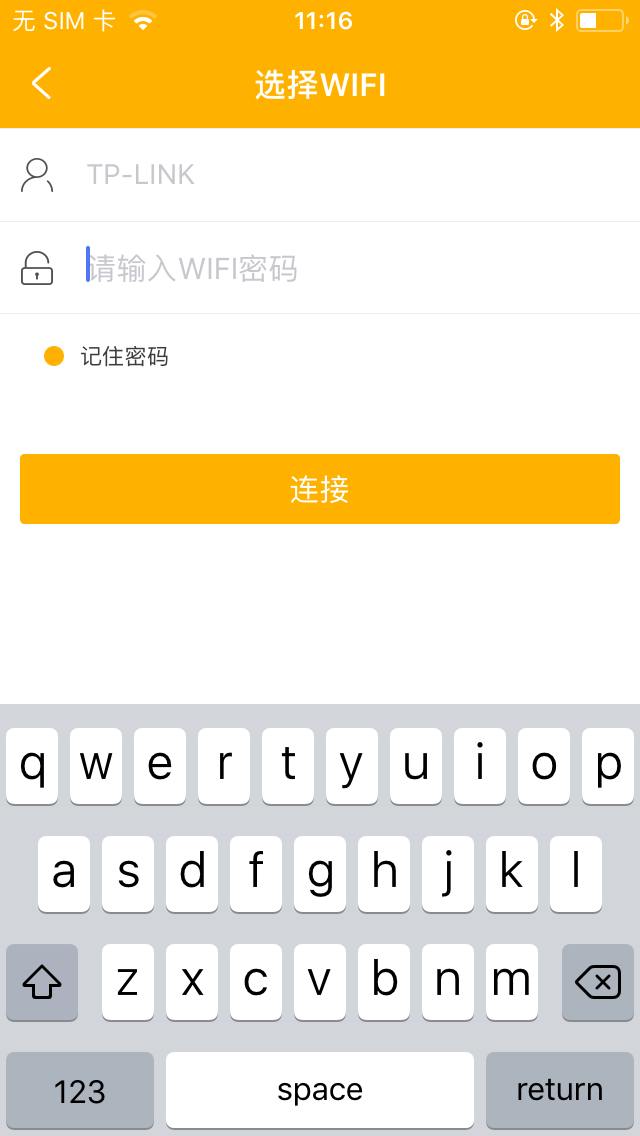 无 SIM 卡 11:16
选择WIFI
TP-LINK
请输入WIFI密码
记住密码
连接
q w e r t y u i o p
a s d f g h j k l
z x c v b n m
123 space return